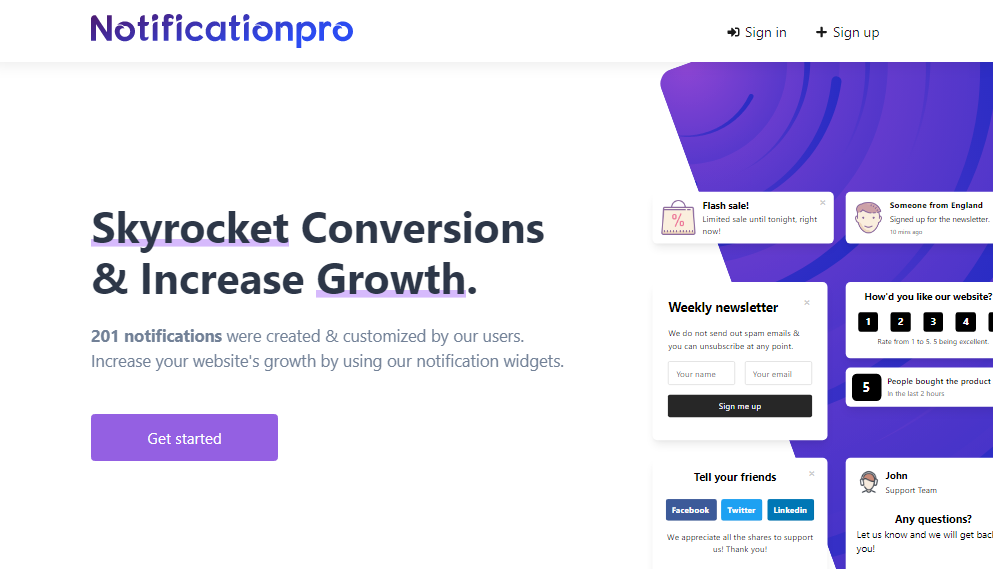 Notificationpro
Sign in
Sign up
Skyrocket Conversions
& Increase Growth.
201 notifications were created & customized by our users.
Increase your website's growth by using our notification widgets.
Get started
%
Flash sale!
Limited sale until tonight, right
now!
Someone from England
Signed up for the newsletter.
10 mins ago
Weekly newsletter
We do not send out spam emails &
you can unsubscribe at any point.
Your name
Your email
Sign me up
How'd you like our website?
1 2 3 4
Rate from 1 to 5. 5 being excellent.
5
People bought the product
In the last 2 hours
Tell your friends
Facebook
Twitter
Linkedin
We appreciate all the shares to support
us! Thank you!
John
Support Team
Any questions?
Let us know and we will get back
you!